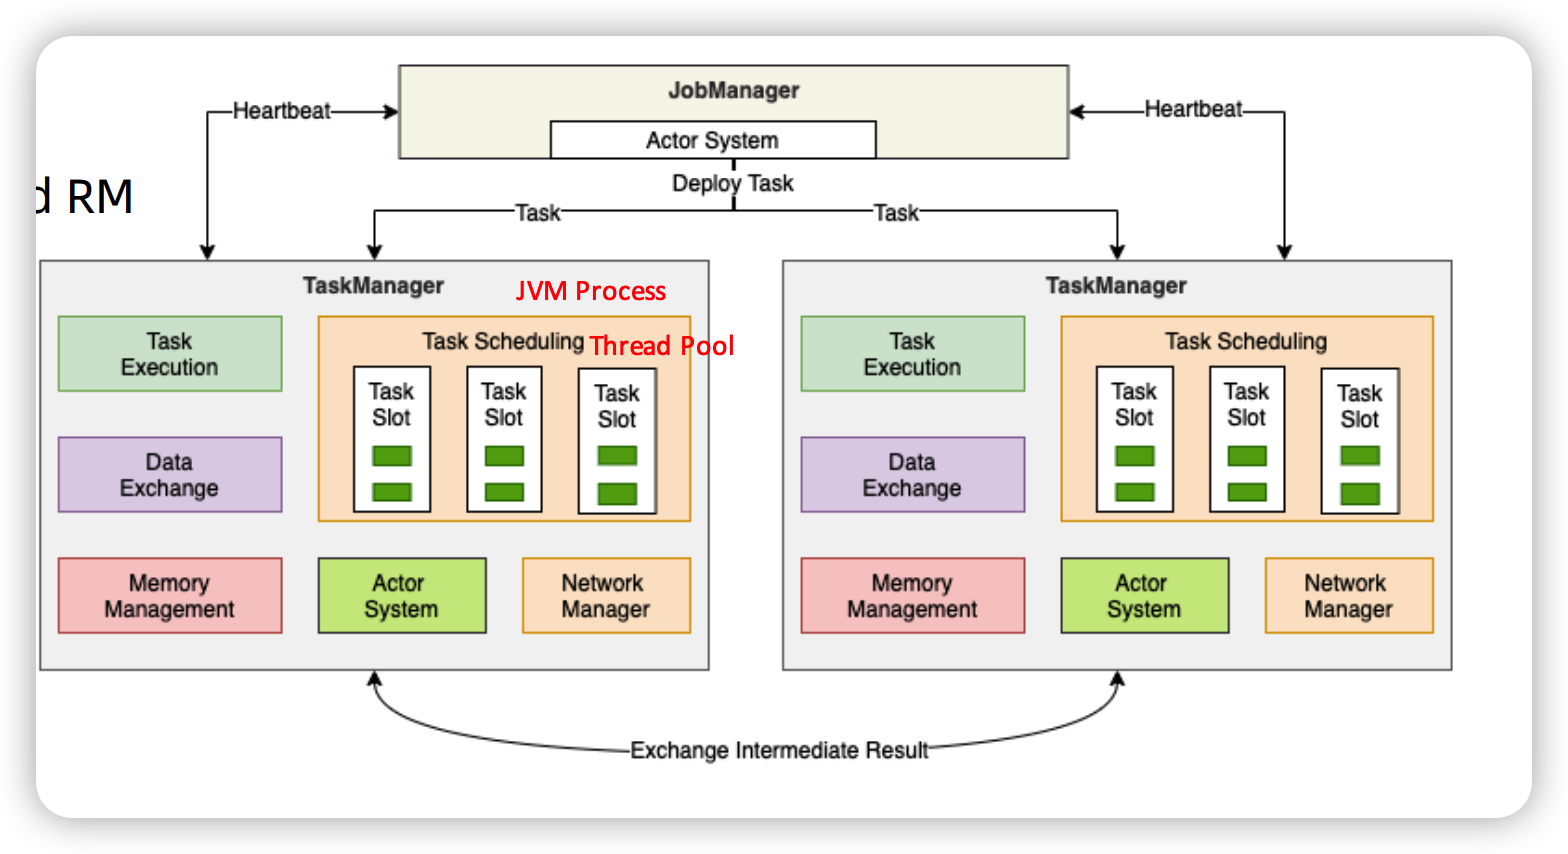 JobManager
Heartbeat
Heartbeat
Actor System
Deploy Task
d RM
Task
Task
TaskManager
JVM Process
Task
Execution
Task Scheduling
Thread Pool
Task
Slot
Task
Slot
Task
Slot
Data
Exchange
Memory
Management
Actor
System
Network
Manager
TaskManager
Task
Execution
Task Scheduling
Task
Slot
Task
Slot
Task
Slot
Data
Exchange
Memory
Management
Actor
System
Network
Manager
Exchange Intermediate Result